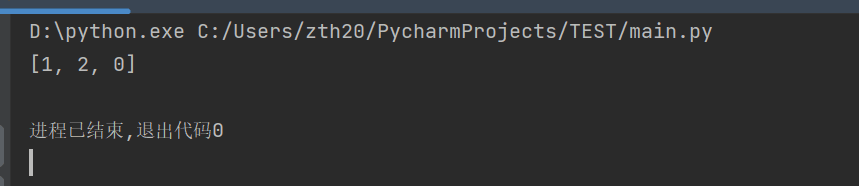 D:\python.exe C:/Users/zth20/PycharmProjects/TEST/main.py
[1, 2, 0]
进程已结束,退出代码0